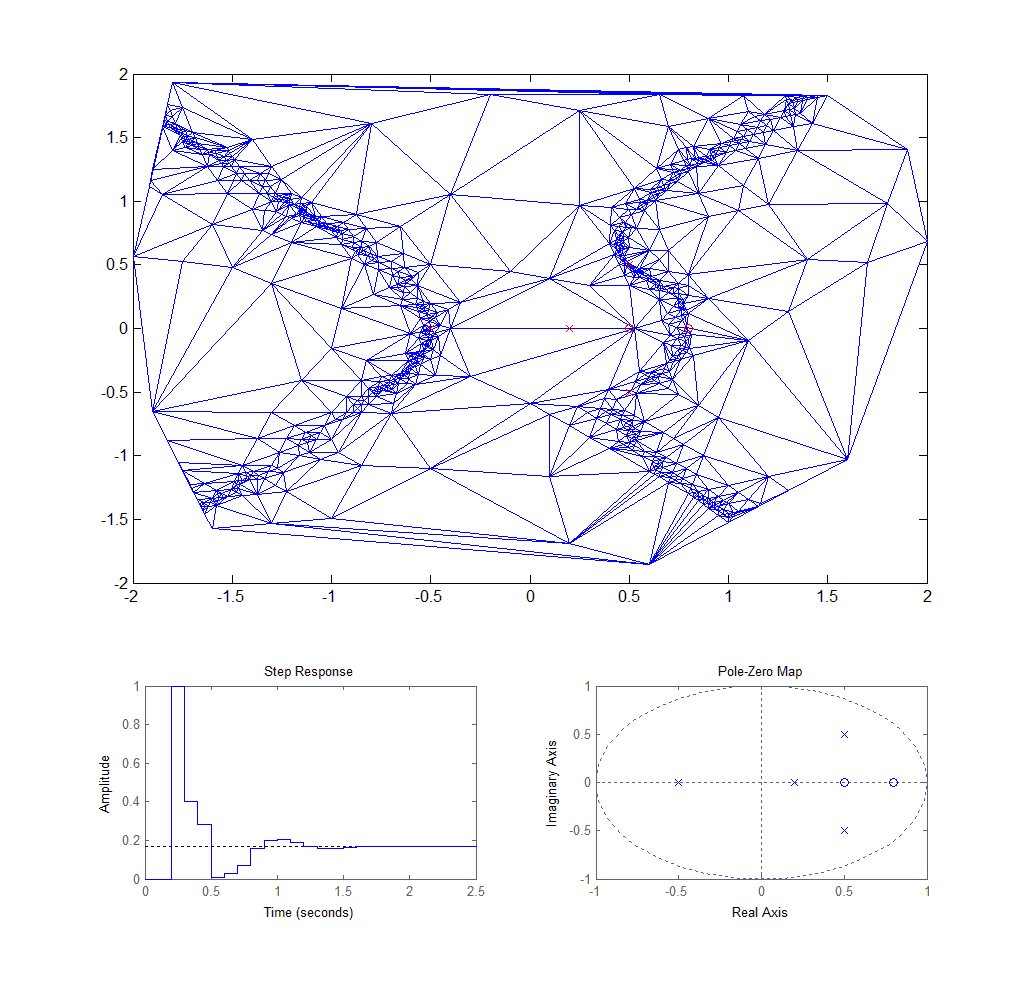 2
1.5
1
0.5
0
-0.5
-1
-1.5
-2
-2 -1.5 -1 -0.5 0 0.5 1 1.5 2
Step Response
Amplitude
1
0.8
0.6
0.4
0.2
0
0 0.5 1 1.5 2 2.5
Time (seconds)
Pole-Zero Map
Imaginary Axis
1
0.5
0
-0.5
-1
-1 -0.5 0 0.5 1
Real Axis